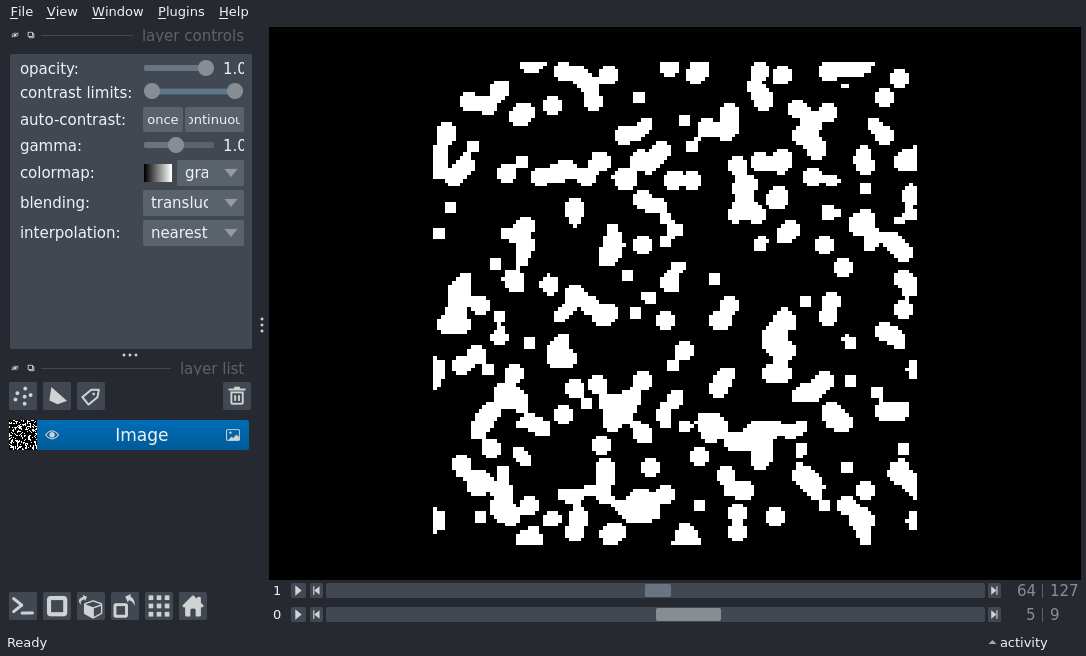 File View Window Plugins Help
layer controls
opacity: 1.0
contrast limits:
auto-contrast: once ontinuou
gamma: 1.0
colormap: gra
blending: transluc
interpolation: nearest
layer list
Image
1 64 | 127
0 5 | 9
Ready activity